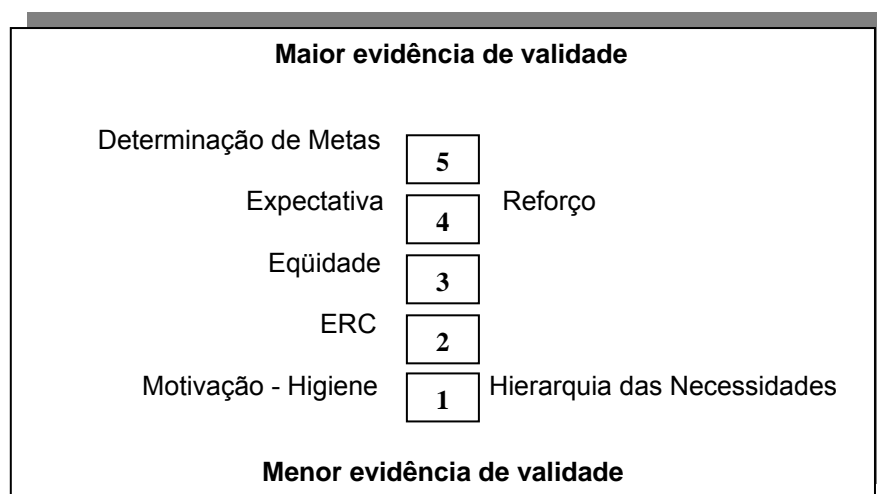 Maior evidência de validade
Determinação de Metas 5
Expectativa 4 Reforço
Eqüidade 3
ERC 2
Motivação - Higiene 1 Hierarquia das Necessidades
Menor evidência de validade